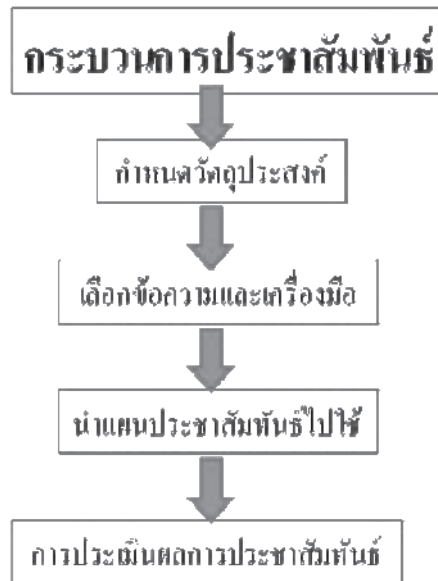 กระบวนการประชาสัมพันธ์
กำหนดวัตถุประสงค์
เลือกข้อความและเครื่องมือ
นำแผนประชาสัมพันธ์ไปใช้
การประเมินผลการประชาสัมพันธ์